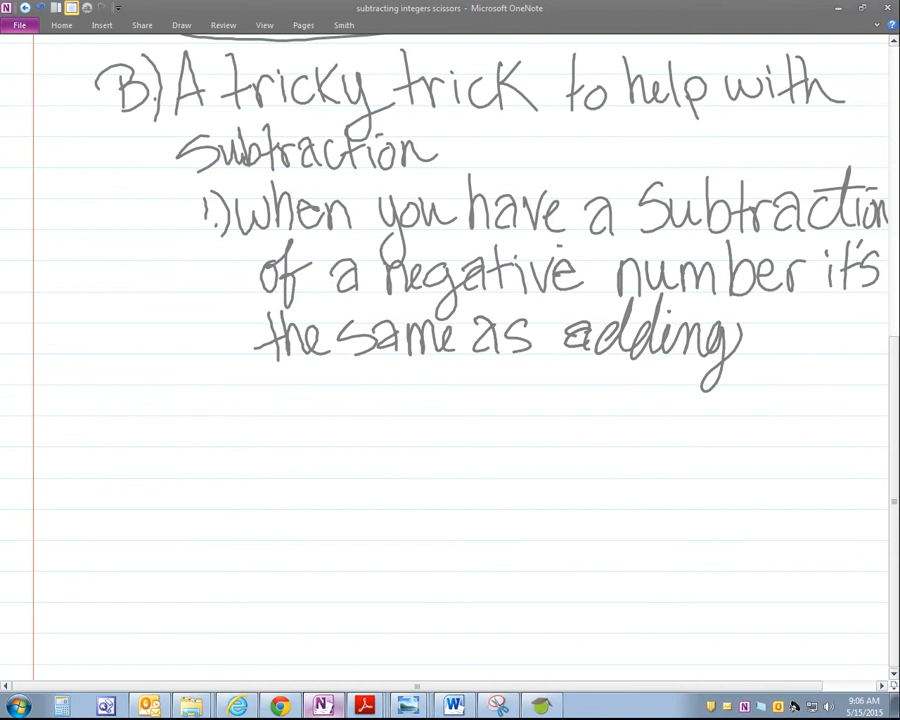 subtracting integers scissors - Microsoft OneNote
File Home Insert Share Draw Review View Pages Smith
B.) A tricky trick to help with
subtraction
1.) when you have a subtraction
of a negative number it's
the same as adding
9:06 AM
5/15/2015